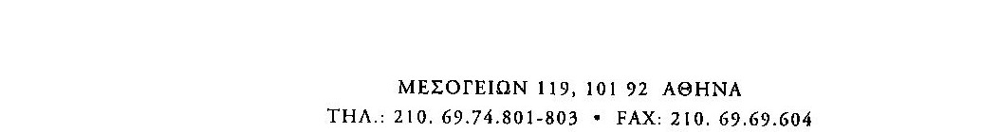 ΜΕΣΟΓΕΙΩΝ 119, 101 92 ΑΘΗΝΑ
ΤΗΛ.: 210. 69.74.801-803 • FAX: 210. 69.69.604